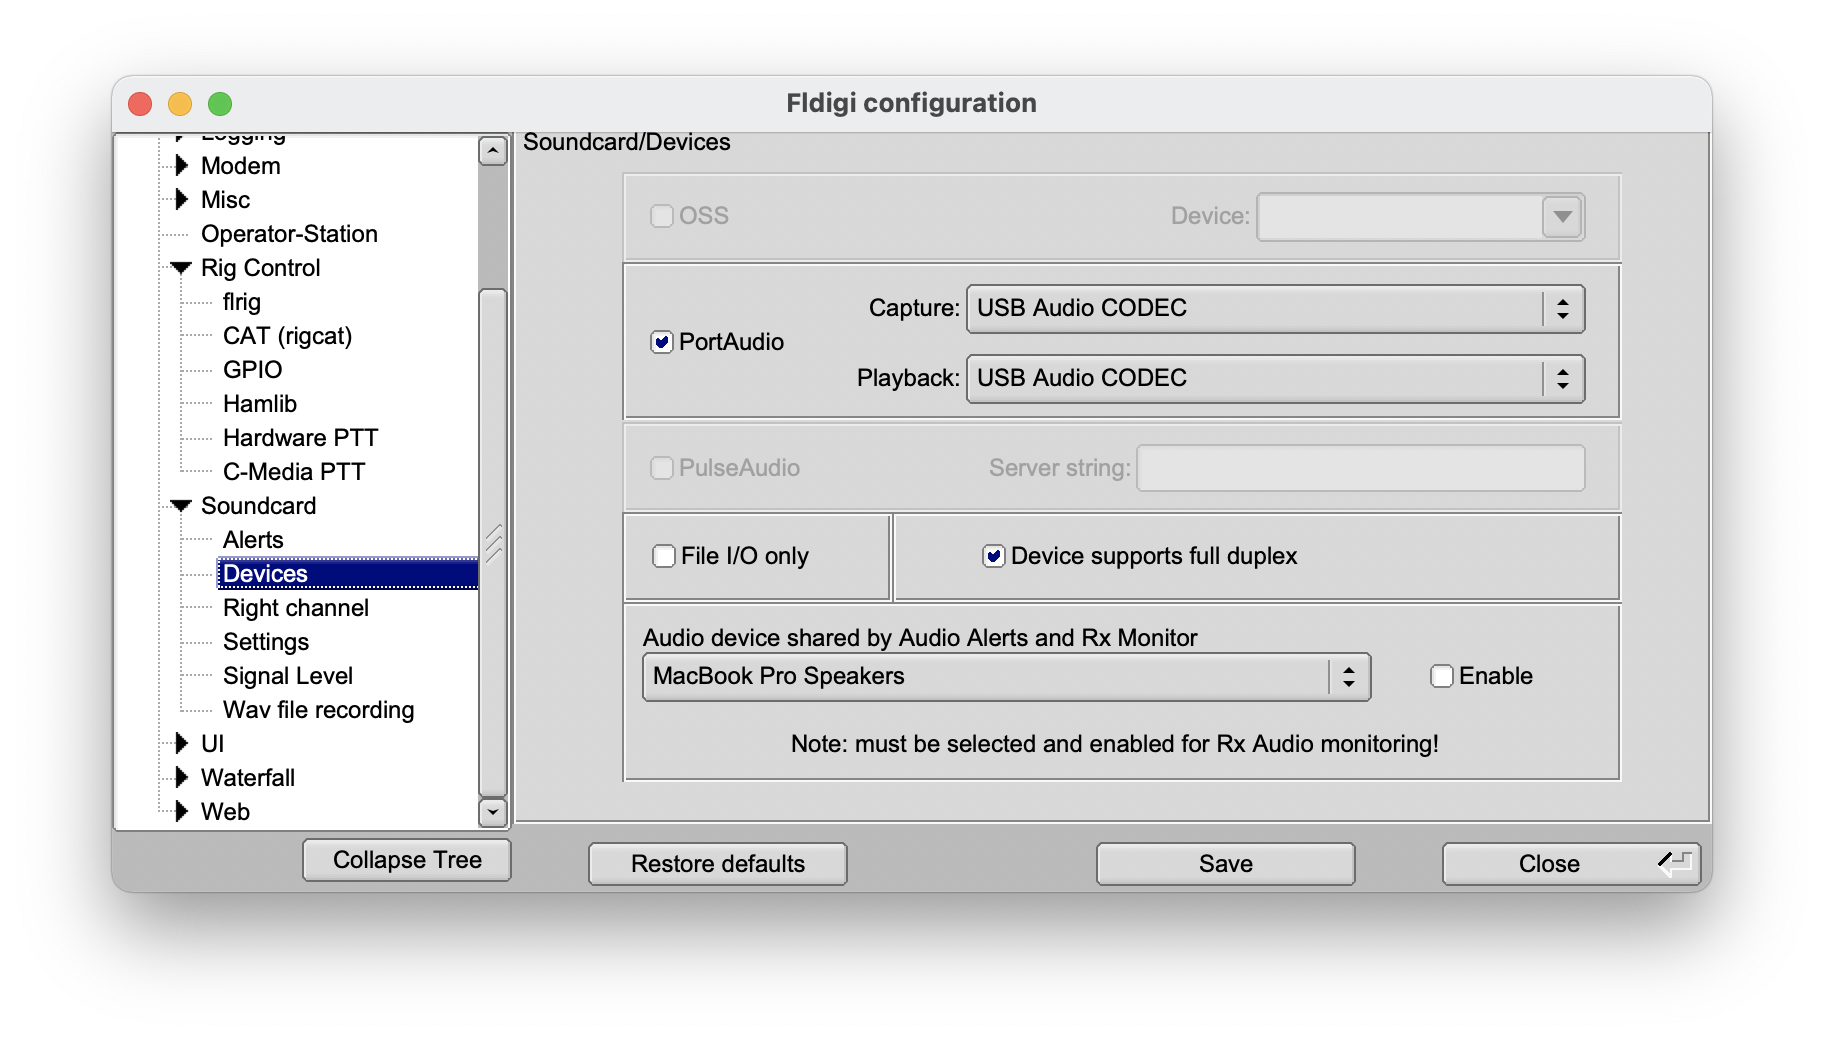 Fldigi configuration
Logging
Modem
Misc
Operator-Station
Rig Control
flrig
CAT (rigcat)
GPIO
Hamlib
Hardware PTT
C-Media PTT
Soundcard
Alerts
Devices
Right channel
Settings
Signal Level
Wav file recording
UI
Waterfall
Web
Collapse Tree
Soundcard/Devices
OSS Device:
Capture: USB Audio CODEC
PortAudio
Playback: USB Audio CODEC
PulseAudio Server string:
File I/O only Device supports full duplex
Audio device shared by Audio Alerts and Rx Monitor
MacBook Pro Speakers Enable
Note: must be selected and enabled for Rx Audio monitoring!
Restore defaults Save Close